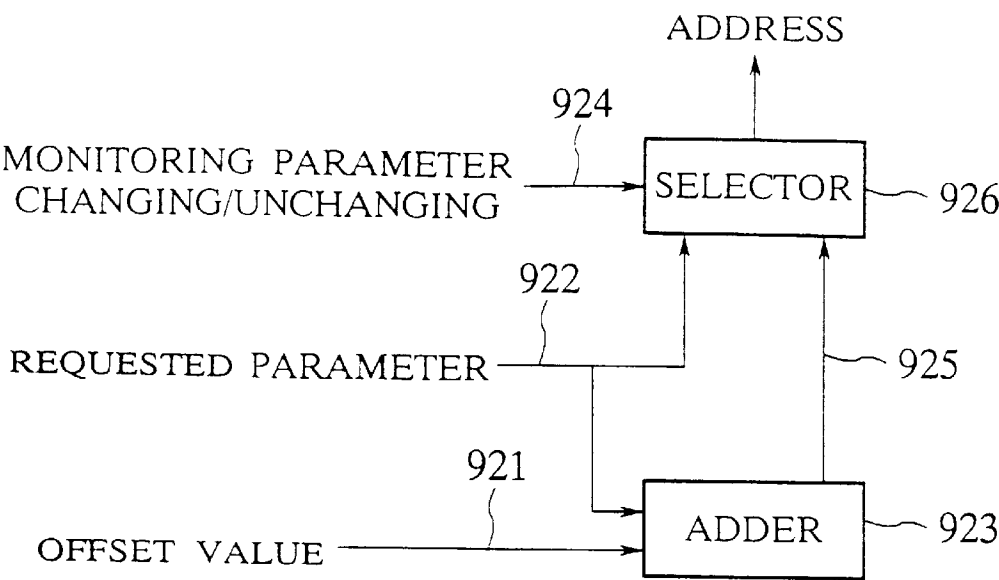 ADDRESS
924
MONITORING PARAMETER
CHANGING/UNCHANGING
SELECTOR
926
922
REQUESTED PARAMETER
925
921
OFFSET VALUE
ADDER
923